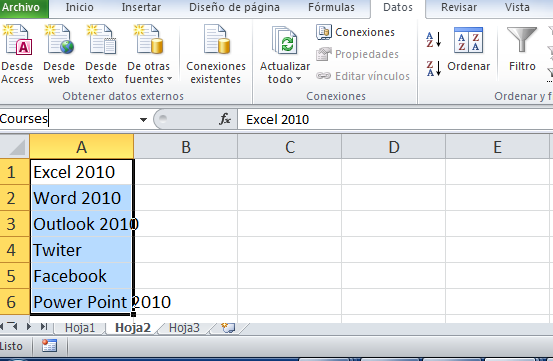 Archivo Inicio Insertar Diseño de página Fórmulas Datos Revisar Vista
Desde Access
Desde web
Desde texto
De otras fuentes
Conexiones existentes
Obtener datos externos
Actualizar todo
Conexiones
Propiedades
Editar vínculos
Conexiones
A Z
Z A
A Z
Z A
Ordenar
Filtro
Ordenar y f
Courses fx Excel 2010
A B C D E
1 Excel 2010
2 Word 2010
3 Outlook 2010
4 Twiter
5 Facebook
6 Power Point 2010
Hoja1 Hoja2 Hoja3
Listo